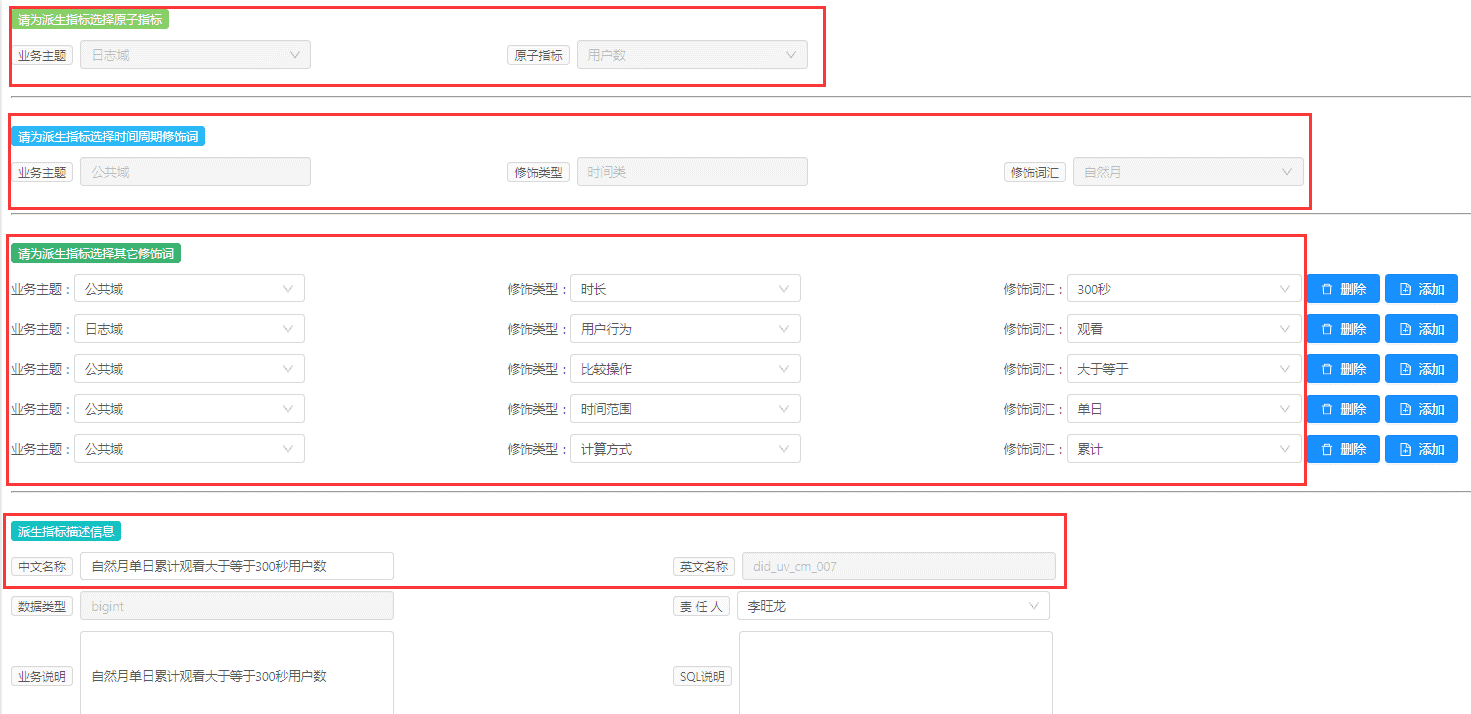 请为派生指标选择原子指标
业务主题 日志域 原子指标 用户数
请为派生指标选择时间周期修饰词
业务主题 公共域 修饰类型 时间类 修饰词汇 自然月
请为派生指标选择其它修饰词
业务主题： 公共域 修饰类型： 时长 修饰词汇： 300秒 删除 添加
业务主题： 日志域 修饰类型： 用户行为 修饰词汇： 观看 删除 添加
业务主题： 公共域 修饰类型： 比较操作 修饰词汇： 大于等于 删除 添加
业务主题： 公共域 修饰类型： 时间范围 修饰词汇： 单日 删除 添加
业务主题： 公共域 修饰类型： 计算方式 修饰词汇： 累计 删除 添加
派生指标描述信息
中文名称 自然月单日累计观看大于等于300秒用户数 英文名称 did_uv_cm_007
数据类型 bigint 责 任 人 李旺龙
业务说明 自然月单日累计观看大于等于300秒用户数 SQL说明